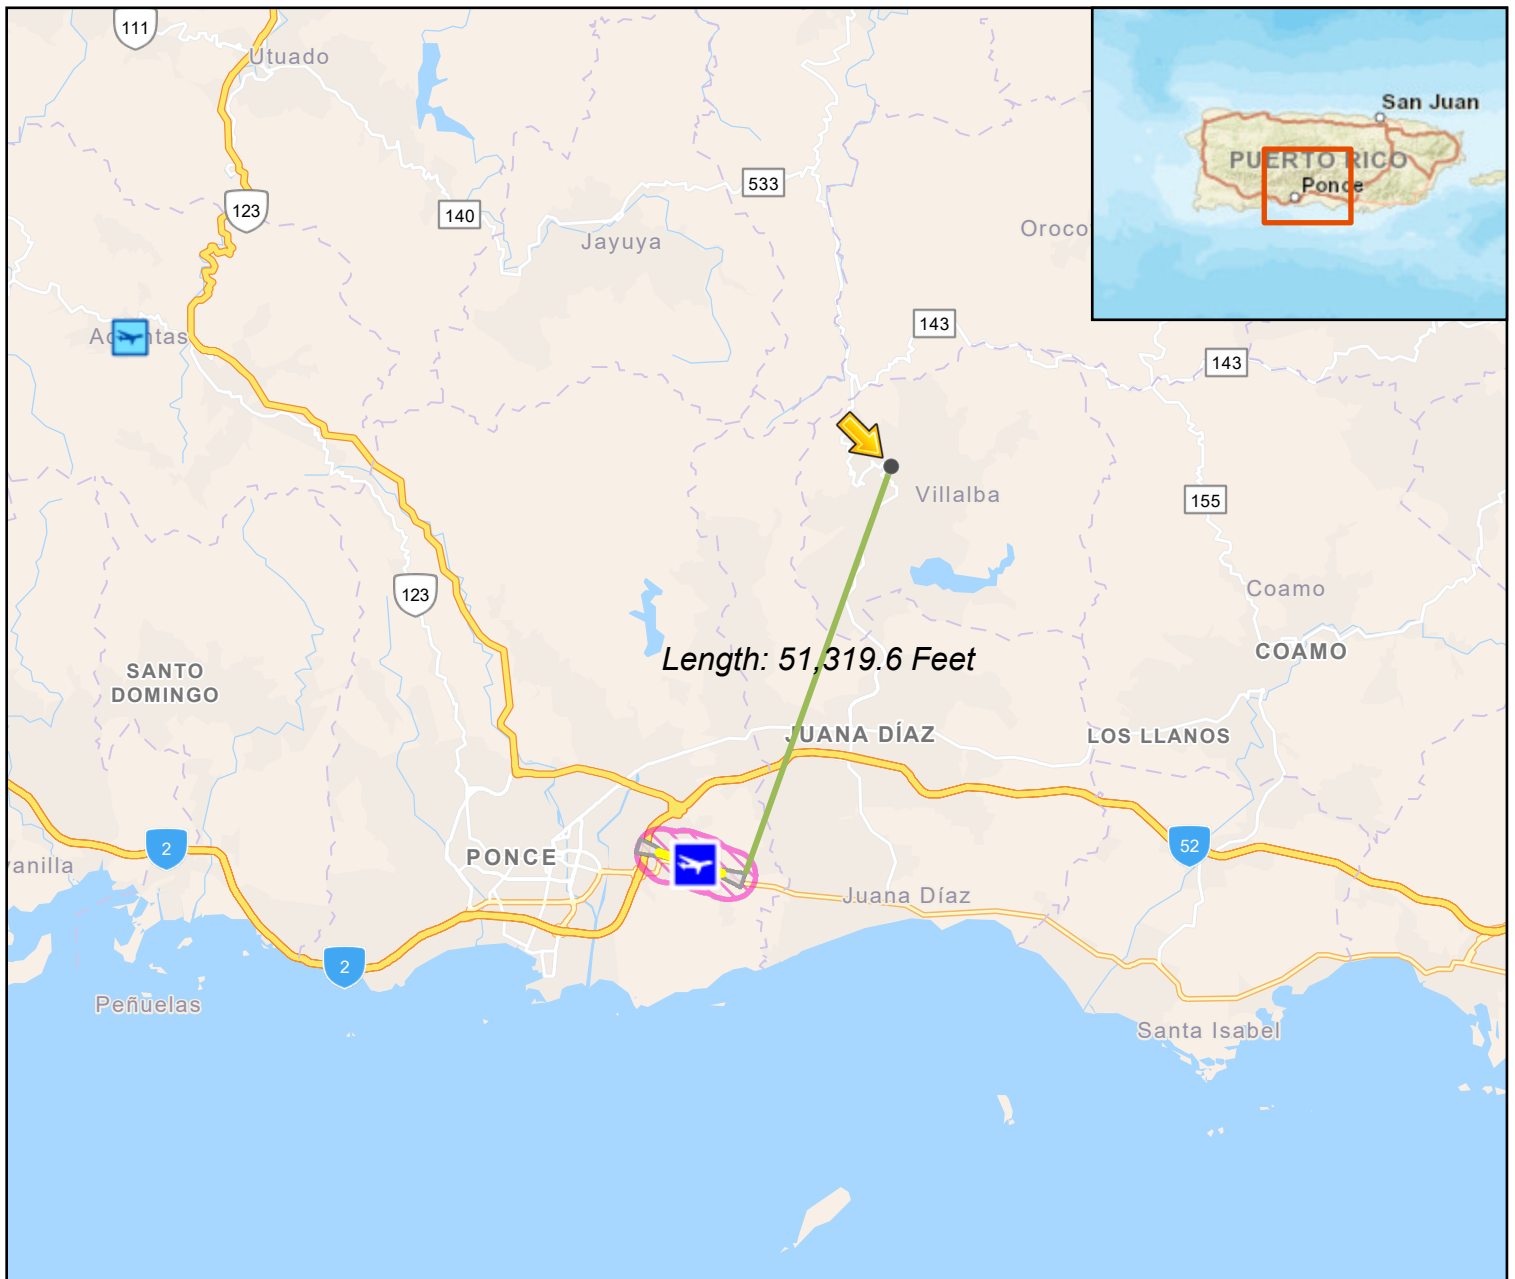 111
Utuado
San Juan
PUERTO RICO
Ponce
533
123
140
Oroco
Jayuya
143
143
Villalba
155
123
Coamo
COAMO
Length: 51,319.6 Feet
SANTO
DOMINGO
JUANA DÍAZ
LOS LLANOS
2
52
PONCE
vanilla
Juana Díaz
2
Peñuelas
Santa Isabel